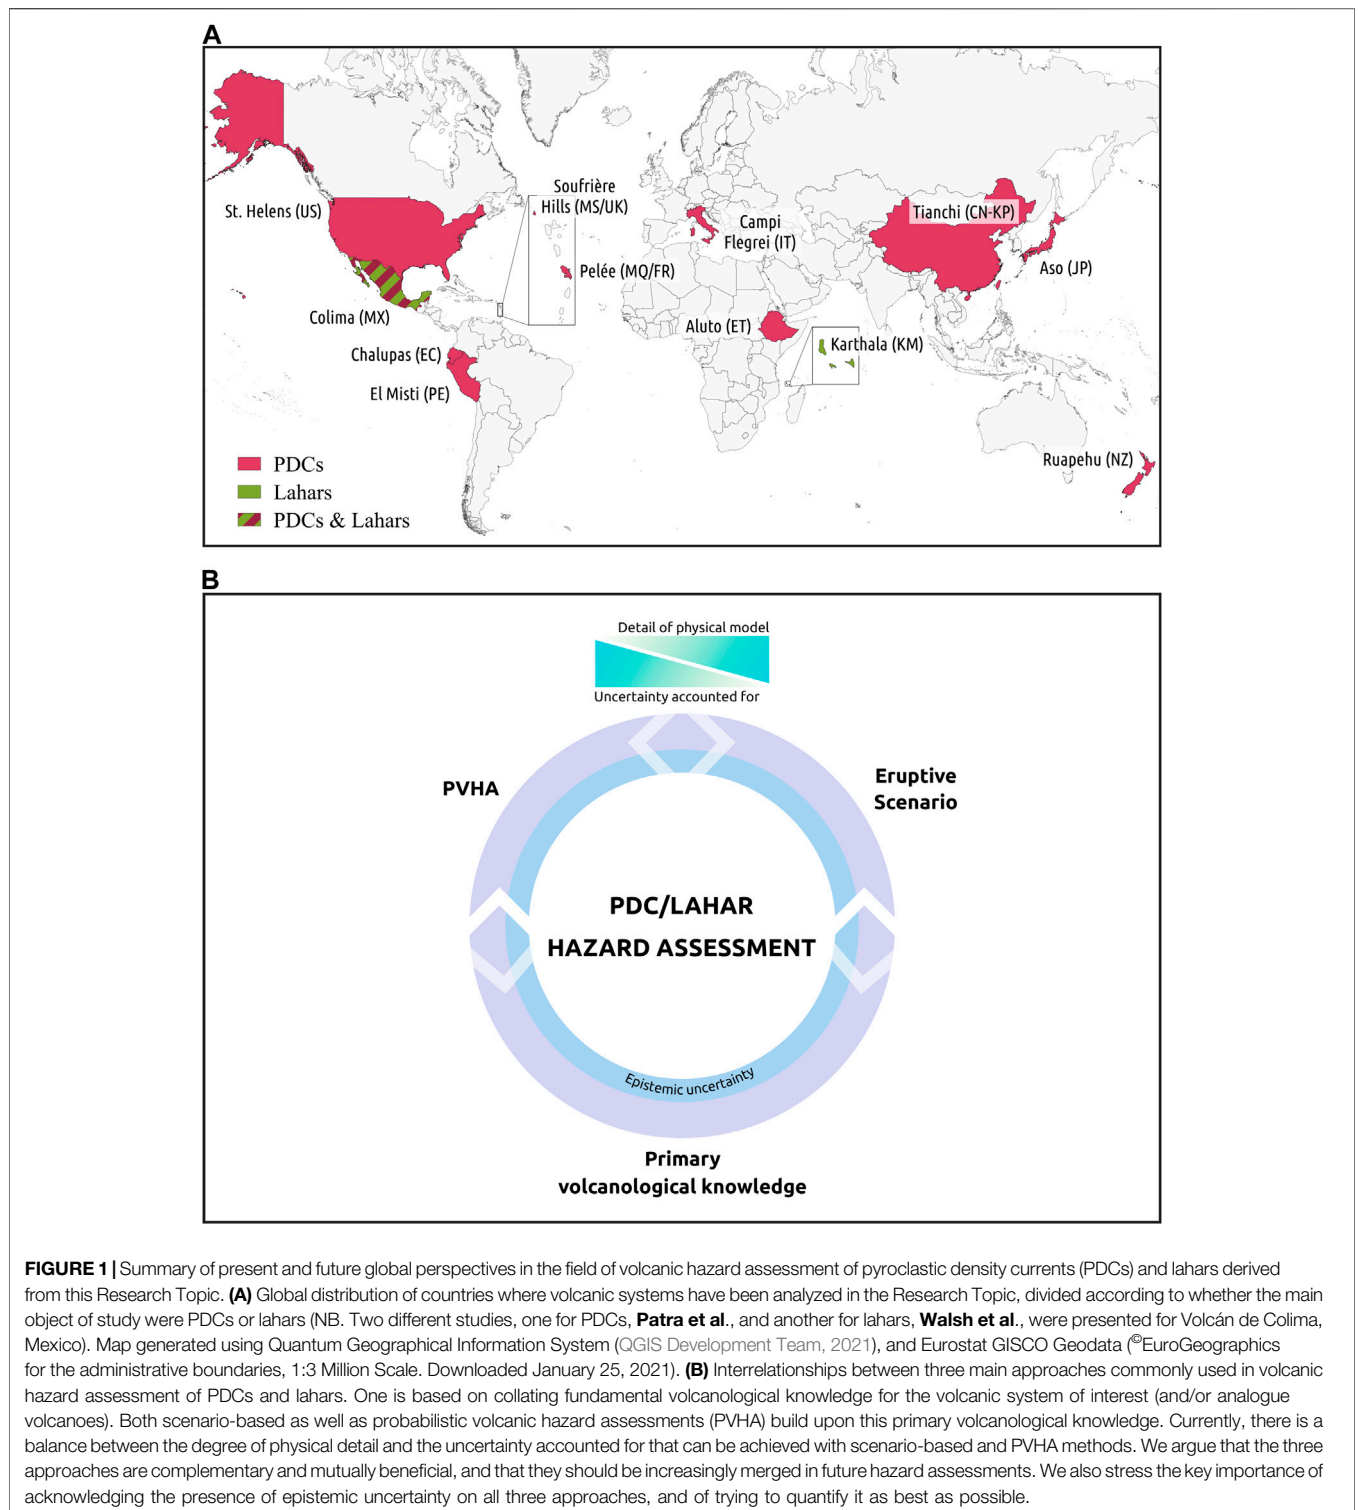 A
St. Helens (US)
Soufrière
Hills (MS/UK)
Campi
Flegrei (IT)
Tianchi (CN-KP)
Aso (JP)
Pelée (MQ/FR)
Colima (MX)
Aluto (ET)
Karthala (KM)
Chalupas (EC)
El Misti (PE)
Ruapehu (NZ)
PDCs
Lahars
PDCs & Lahars
B
Detail of physical model
Uncertainty accounted for
PVHA
Eruptive
Scenario
PDC/LAHAR
HAZARD ASSESSMENT
Epistemic uncertainty
Primary
volcanological knowledge
FIGURE 1 | Summary of present and future global perspectives in the field of volcanic hazard assessment of pyroclastic density currents (PDCs) and lahars derived
from this Research Topic. (A) Global distribution of countries where volcanic systems have been analyzed in the Research Topic, divided according to whether the main
object of study were PDCs or lahars (NB. Two different studies, one for PDCs, Patra et al., and another for lahars, Walsh et al., were presented for Volcán de Colima,
Mexico). Map generated using Quantum Geographical Information System (QGIS Development Team, 2021), and Eurostat GISCO Geodata (©EuroGeographics
for the administrative boundaries, 1:3 Million Scale. Downloaded January 25, 2021). (B) Interrelationships between three main approaches commonly used in volcanic
hazard assessment of PDCs and lahars. One is based on collating fundamental volcanological knowledge for the volcanic system of interest (and/or analogue
volcanoes). Both scenario-based as well as probabilistic volcanic hazard assessments (PVHA) build upon this primary volcanological knowledge. Currently, there is a
balance between the degree of physical detail and the uncertainty accounted for that can be achieved with scenario-based and PVHA methods. We argue that the three
approaches are complementary and mutually beneficial, and that they should be increasingly merged in future hazard assessments. We also stress the key importance of
acknowledging the presence of epistemic uncertainty on all three approaches, and of trying to quantify it as best as possible.